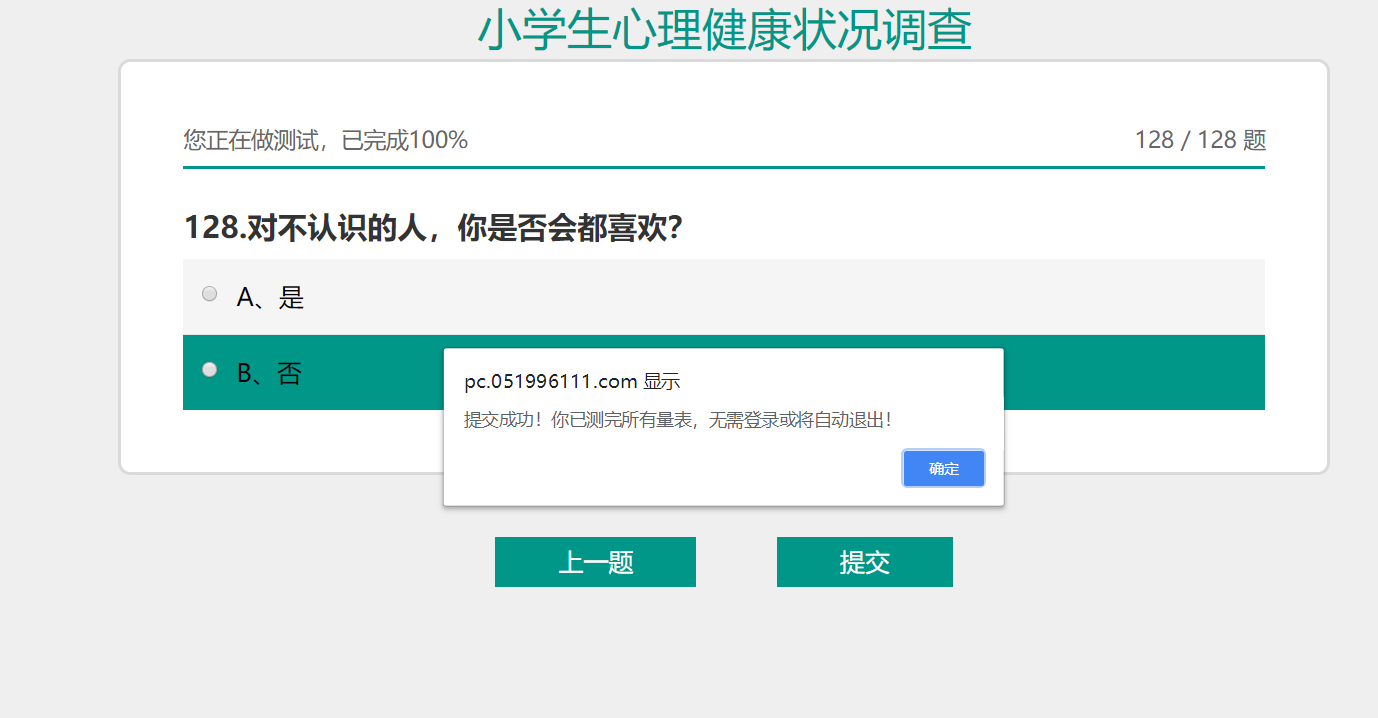 小学生心理健康状况调查
您正在做测试，已完成100%
128 / 128 题
128.对不认识的人，你是否会都喜欢？
A、是
B、否
pc.051996111.com 显示
提交成功！你已测完所有量表，无需登录或将自动退出！
确定
上一题
提交